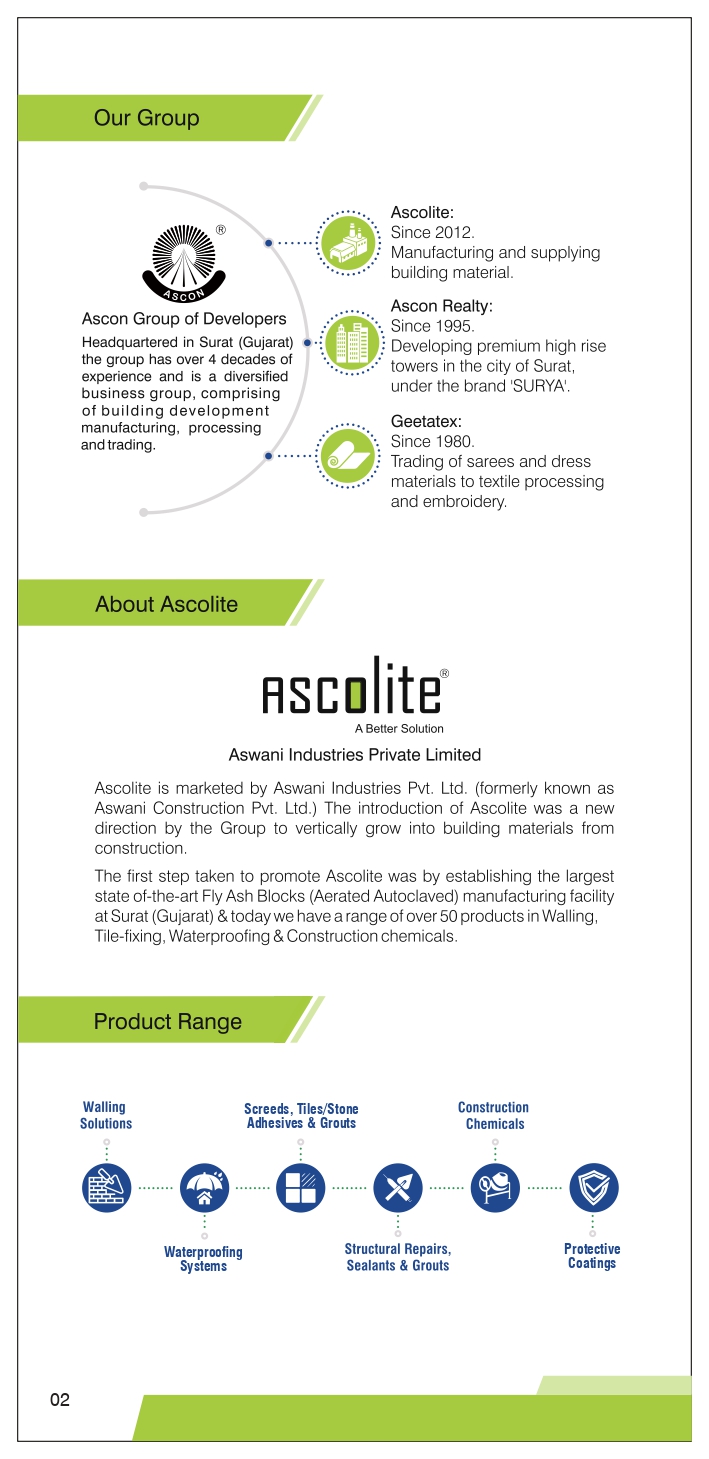 Our Group
®
ASCON
Ascon Group of Developers
Headquartered in Surat (Gujarat)
the group has over 4 decades of
experience and is a diversified
business group, comprising
of building development
manufacturing, processing
and trading.
Ascolite:
Since 2012.
Manufacturing and supplying
building material.
Ascon Realty:
Since 1995.
Developing premium high rise
towers in the city of Surat,
under the brand 'SURYA'.
Geetatex:
Since 1980.
Trading of sarees and dress
materials to textile processing
and embroidery.
About Ascolite
Ascolite®
A Better Solution
Aswani Industries Private Limited
Ascolite is marketed by Aswani Industries Pvt. Ltd. (formerly known as
Aswani Construction Pvt. Ltd.) The introduction of Ascolite was a new
direction by the Group to vertically grow into building materials from
construction.
The first step taken to promote Ascolite was by establishing the largest
state of-the-art Fly Ash Blocks (Aerated Autoclaved) manufacturing facility
at Surat (Gujarat) & today we have a range of over 50 products in Walling,
Tile-fixing, Waterproofing & Construction chemicals.
Product Range
Walling
Solutions
Screeds, Tiles/Stone
Adhesives & Grouts
Construction
Chemicals
Waterproofing
Systems
Structural Repairs,
Sealants & Grouts
Protective
Coatings
02